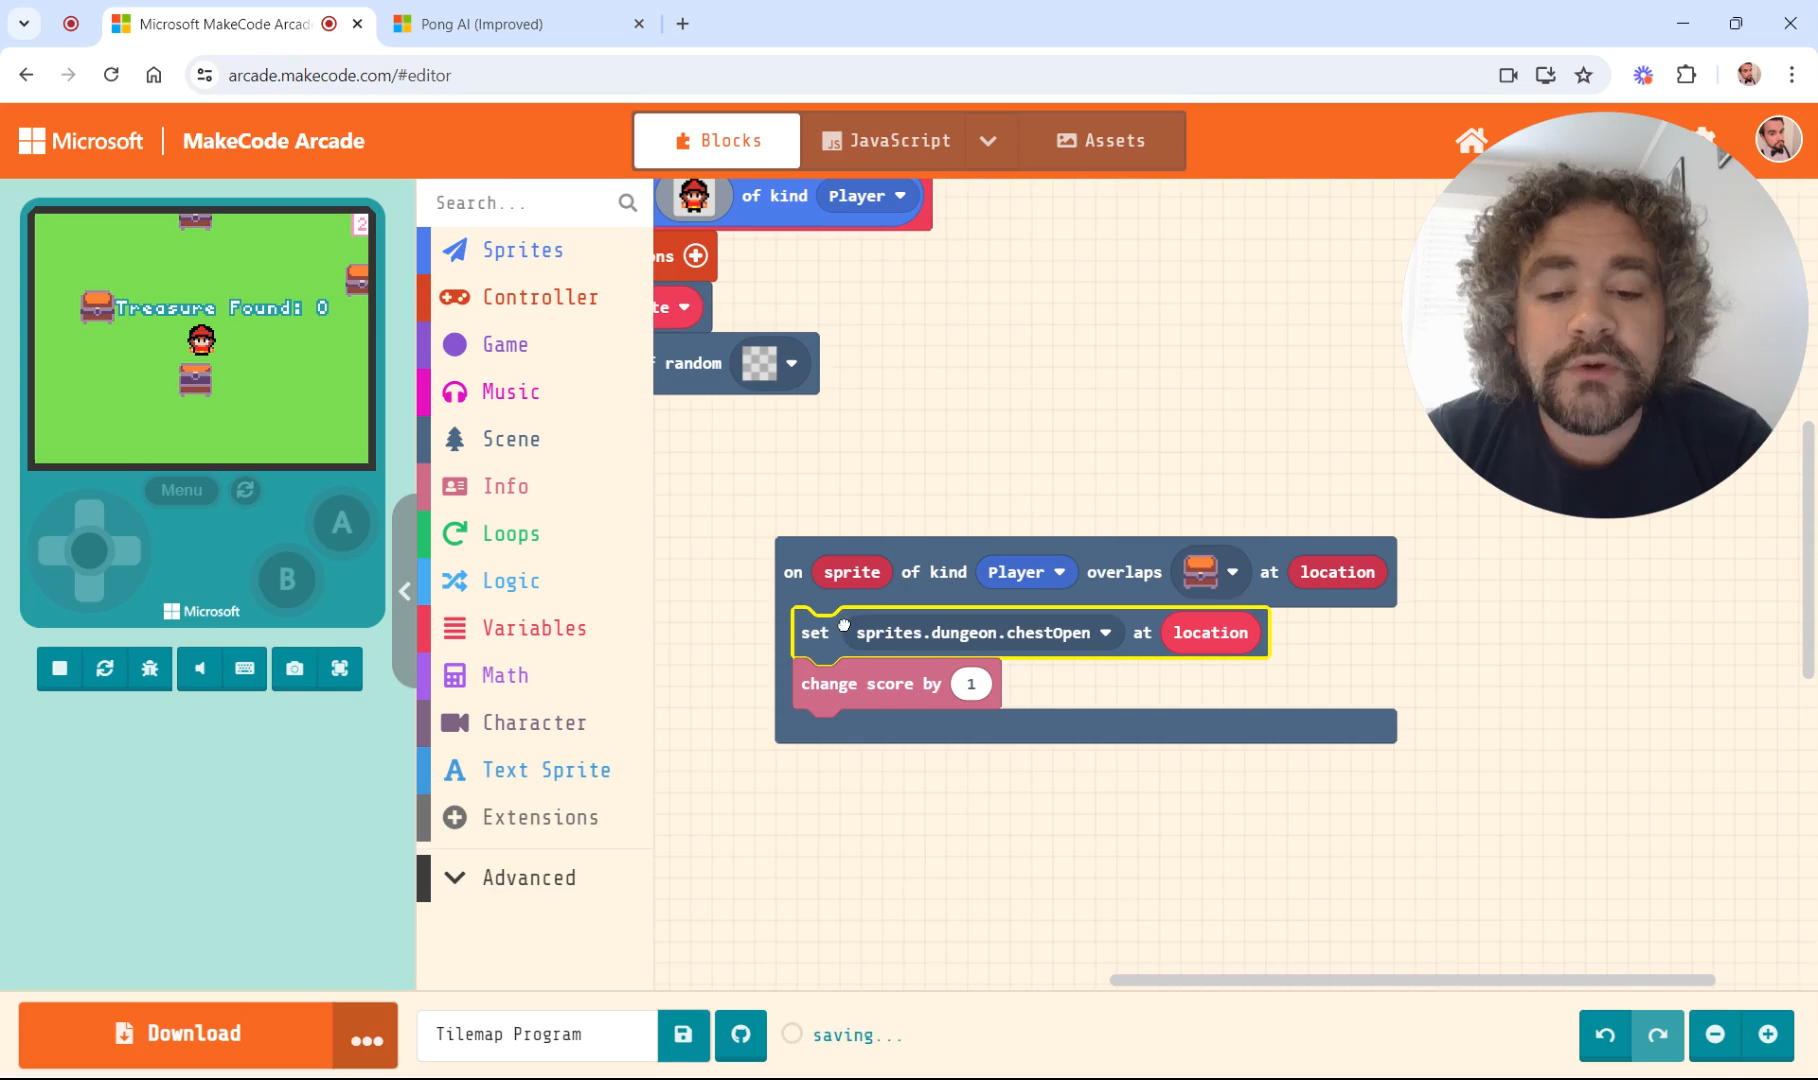 Microsoft MakeCode Arcade
Pong AI (Improved)
arcade.makecode.com/#editor
Microsoft
MakeCode Arcade
Blocks
JS JavaScript
Assets
2
Treasure Found: 0
Menu
A
B
Microsoft
Search...
Sprites
Controller
Game
Music
Scene
Info
Loops
Logic
Variables
Math
Character
A Text Sprite
Extensions
Advanced
of kind Player
ons
te
random
on sprite of kind Player overlaps at location
set sprites.dungeon.chestOpen at location
change score by 1
Download
Tilemap Program
saving...